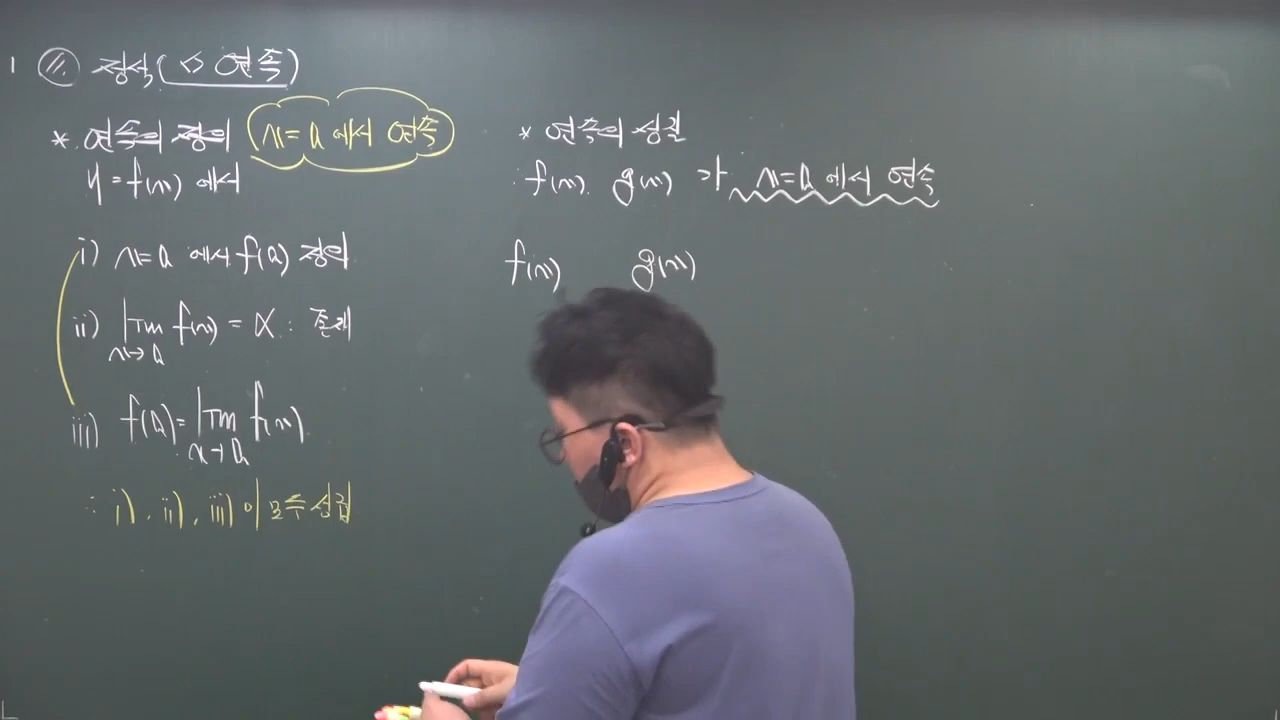 11. 정석( ⇔ 연속)
* 연속의 정의 x=a 에서 연속
y=f(x) 에서
i) x=a 에서 f(a) 정의
ii) lim x→a f(x) = α : 존재
iii) f(a)= lim x→a f(x)
∴ i), ii), iii) 이 모두 성립
* 연속의 성질
f(x). g(x) 가 x=a 에서 연속
f(x) g(x)